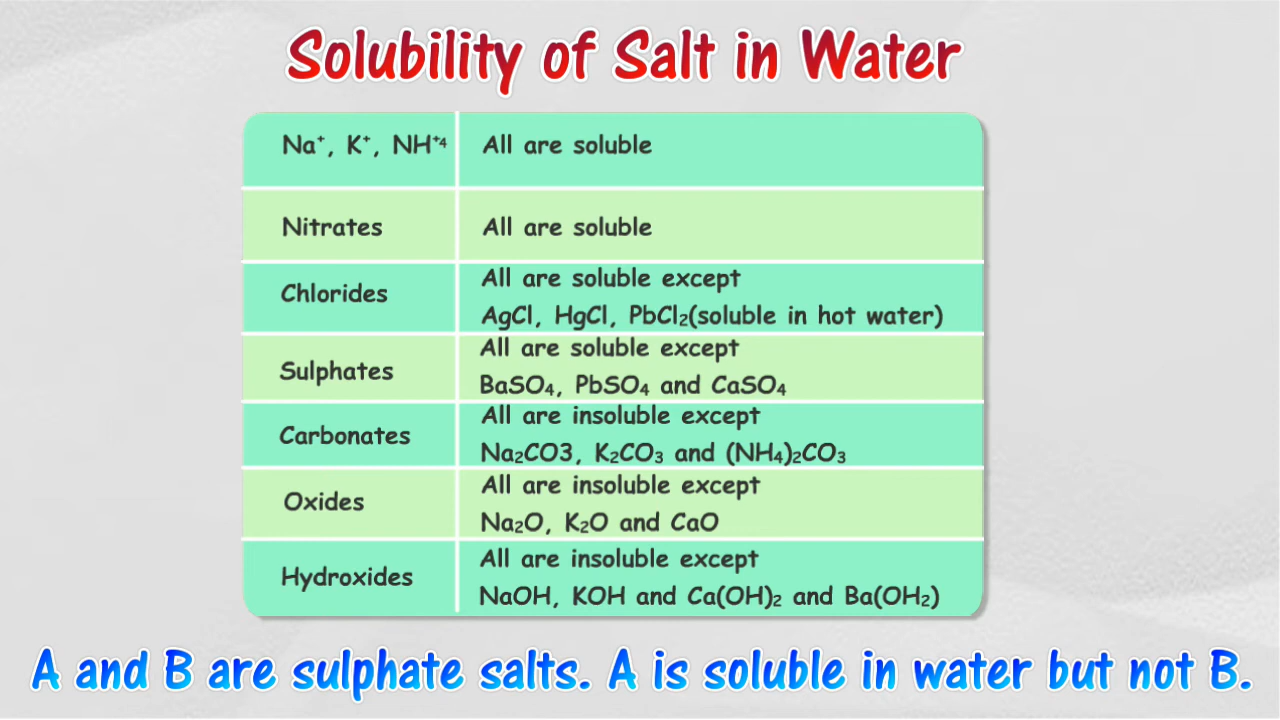 Solubility of Salt in Water
Na⁺, K⁺, NH⁺⁴ All are soluble
Nitrates All are soluble
Chlorides All are soluble except
AgCl, HgCl, PbCl₂(soluble in hot water)
Sulphates All are soluble except
BaSO₄, PbSO₄ and CaSO₄
Carbonates All are insoluble except
Na₂CO3, K₂CO₃ and (NH₄)₂CO₃
Oxides All are insoluble except
Na₂O, K₂O and CaO
Hydroxides All are insoluble except
NaOH, KOH and Ca(OH)₂ and Ba(OH₂)
A and B are sulphate salts. A is soluble in water but not B.